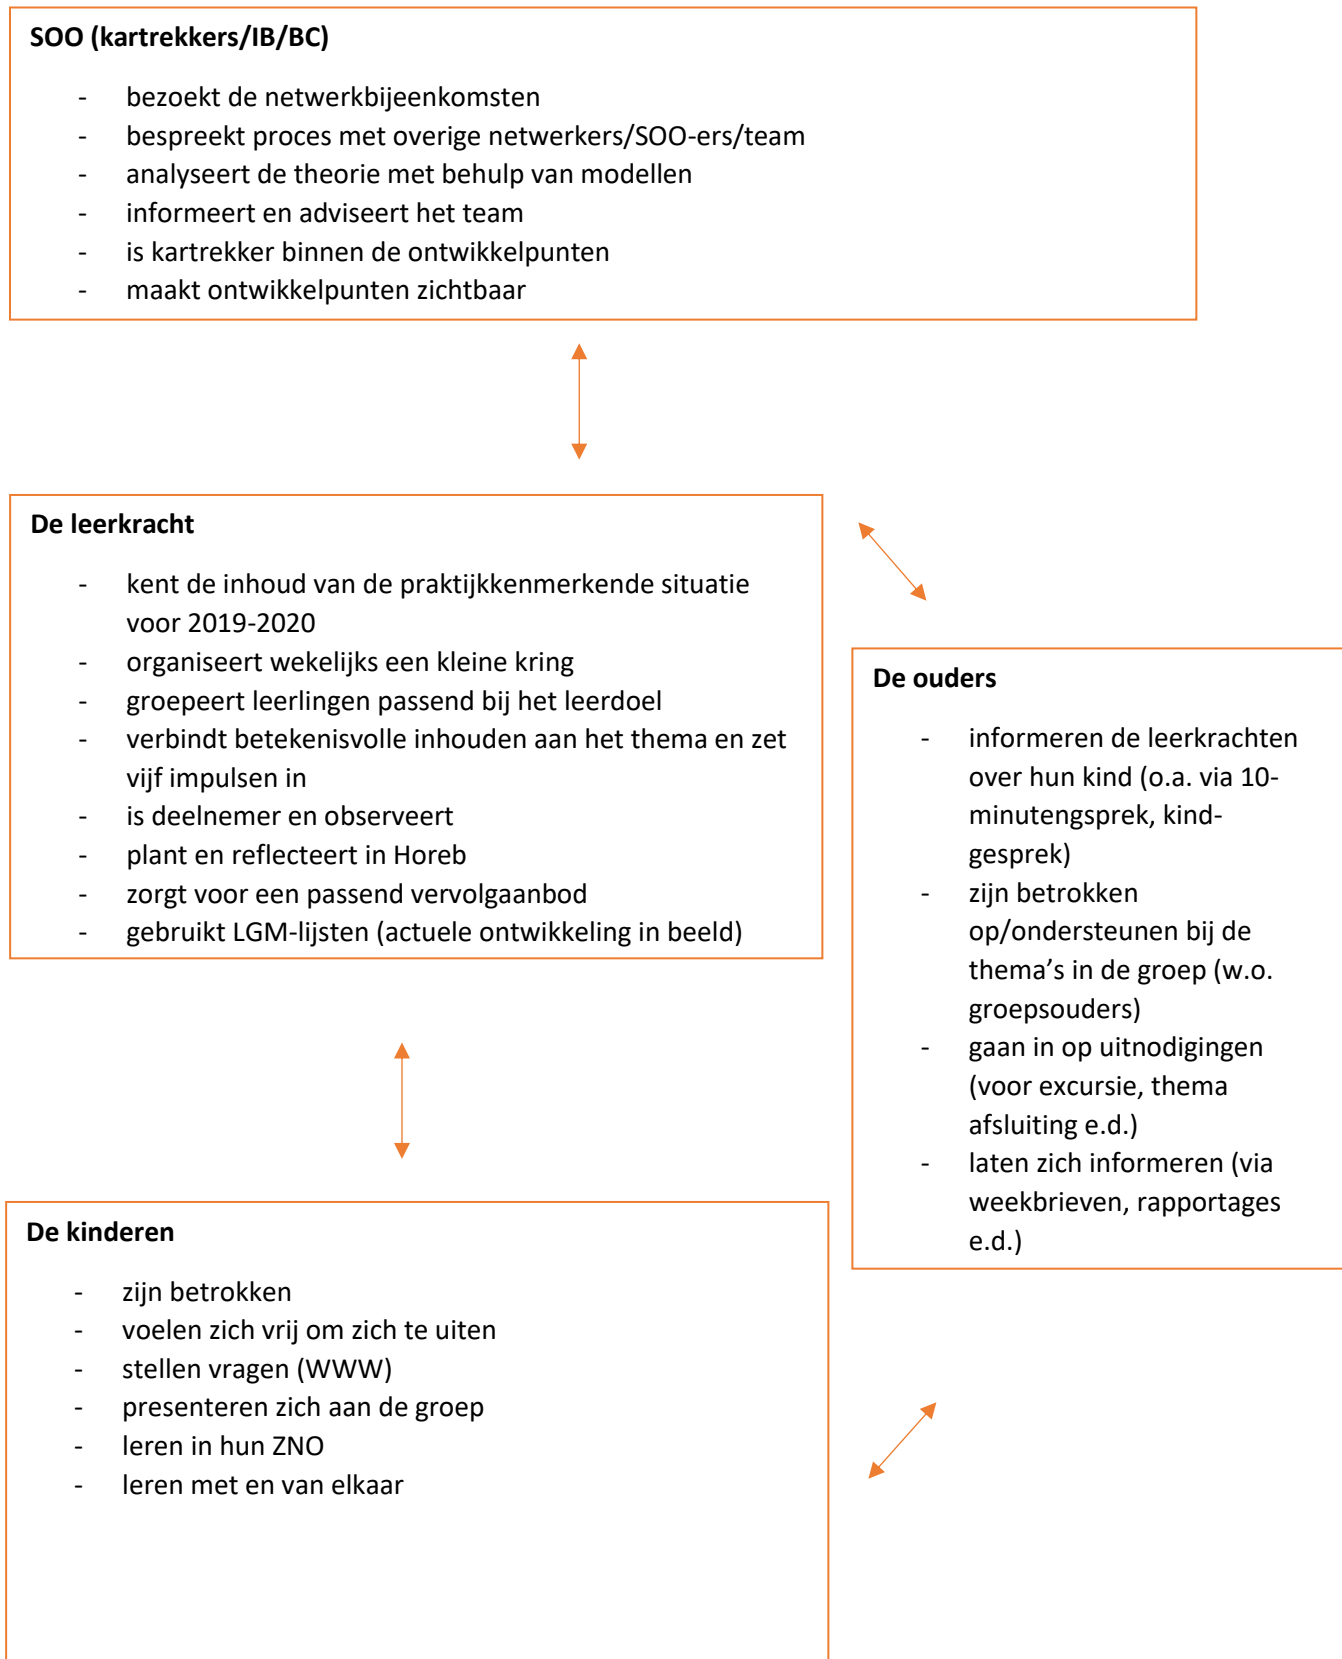 SOO (kartrekkers/IB/BC)
- bezoekt de netwerkbijeenkomsten
- bespreekt proces met overige netwerkers/SOO-ers/team
- analyseert de theorie met behulp van modellen
- informeert en adviseert het team
- is kartrekker binnen de ontwikkelpunten
- maakt ontwikkelpunten zichtbaar
De leerkracht
- kent de inhoud van de praktijkkenmerkende situatie
voor 2019-2020
- organiseert wekelijks een kleine kring
- groepeert leerlingen passend bij het leerdoel
- verbindt betekenisvolle inhouden aan het thema en zet
vijf impulsen in
- is deelnemer en observeert
- plant en reflecteert in Horeb
- zorgt voor een passend vervolgaanbod
- gebruikt LGM-lijsten (actuele ontwikkeling in beeld)
De ouders
- informeren de leerkrachten
over hun kind (o.a. via 10-
minutengsprek, kind-
gesprek)
- zijn betrokken
op/ondersteunen bij de
thema’s in de groep (w.o.
groepsouders)
- gaan in op uitnodigingen
(voor excursie, thema
afsluiting e.d.)
- laten zich informeren (via
weekbrieven, rapportages
e.d.)
De kinderen
- zijn betrokken
- voelen zich vrij om zich te uiten
- stellen vragen (WWW)
- presenteren zich aan de groep
- leren in hun ZNO
- leren met en van elkaar